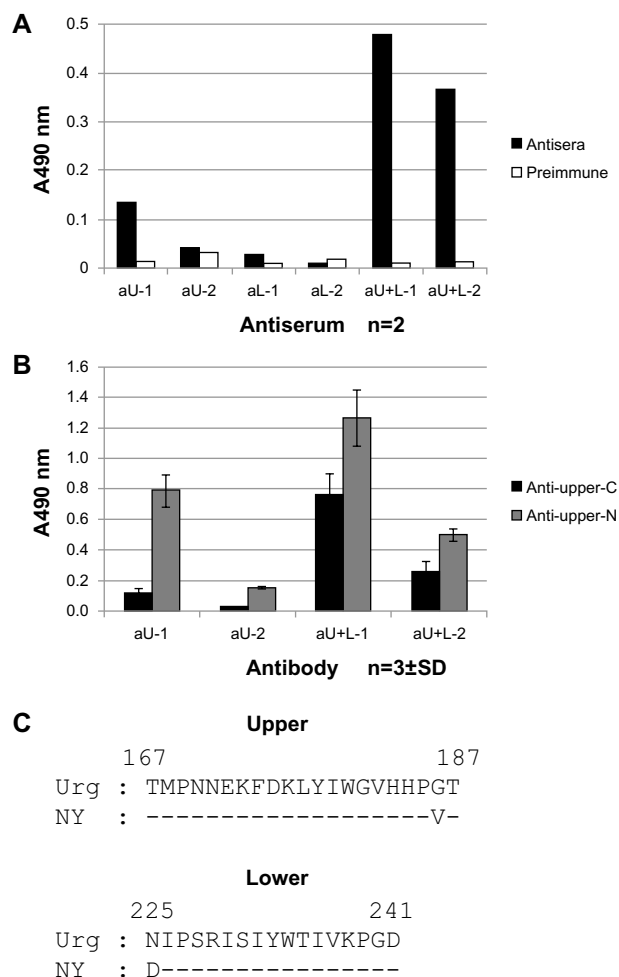 A
0.5
0.4
0.3
0.2
0.1
0
A490 nm
aU-1 aU-2 aL-1 aL-2 aU+L-1 aU+L-2
Antiserum n=2
Antisera
Preimmune
B
1.6
1.4
1.2
1.0
0.8
0.6
0.4
0.2
0.0
A490 nm
aU-1 aU-2 aU+L-1 aU+L-2
Antibody n=3±SD
Anti-upper-C
Anti-upper-N
C
Upper
167 187
Urg : TMPNNEKFDKLYIWGVHHPGT
NY : -------------------V-
Lower
225 241
Urg : NIPSRISIYWTIVKPGD
NY : D----------------